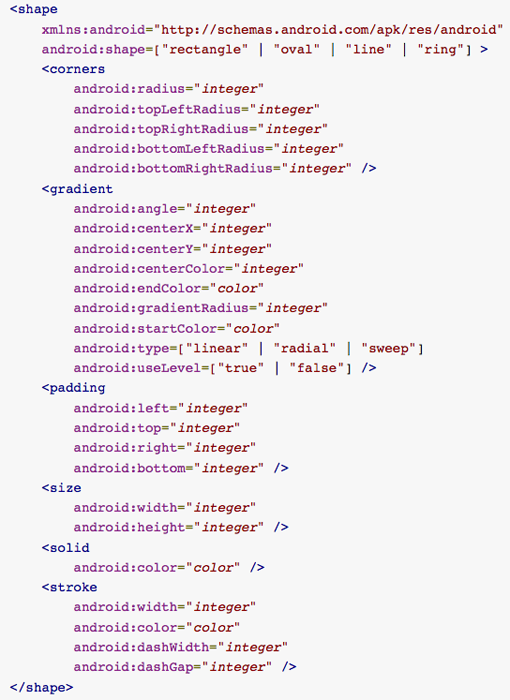 <shape
xmlns:android="http://schemas.android.com/apk/res/android"
android:shape=["rectangle" | "oval" | "line" | "ring"] >
<corners
android:radius="integer"
android:topLeftRadius="integer"
android:topRightRadius="integer"
android:bottomLeftRadius="integer"
android:bottomRightRadius="integer" />
<gradient
android:angle="integer"
android:centerX="integer"
android:centerY="integer"
android:centerColor="integer"
android:endColor="color"
android:gradientRadius="integer"
android:startColor="color"
android:type=["linear" | "radial" | "sweep"]
android:useLevel=["true" | "false"] />
<padding
android:left="integer"
android:top="integer"
android:right="integer"
android:bottom="integer" />
<size
android:width="integer"
android:height="integer" />
<solid
android:color="color" />
<stroke
android:width="integer"
android:color="color"
android:dashWidth="integer"
android:dashGap="integer" />
</shape>